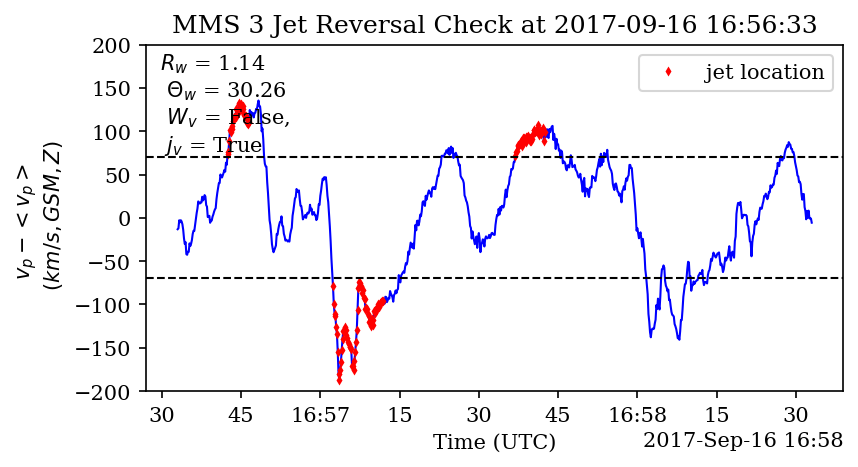 MMS 3 Jet Reversal Check at 2017-09-16 16:56:33
R_w = 1.14
Θ_w = 30.26
W_v = False,
j_v = True
jet location
200
150
100
50
0
−50
−100
−150
−200
v_p − < v_p >
(km/s, GSM, Z)
30 45 16:57 15 30 45 16:58 15 30
Time (UTC)
2017-Sep-16 16:58